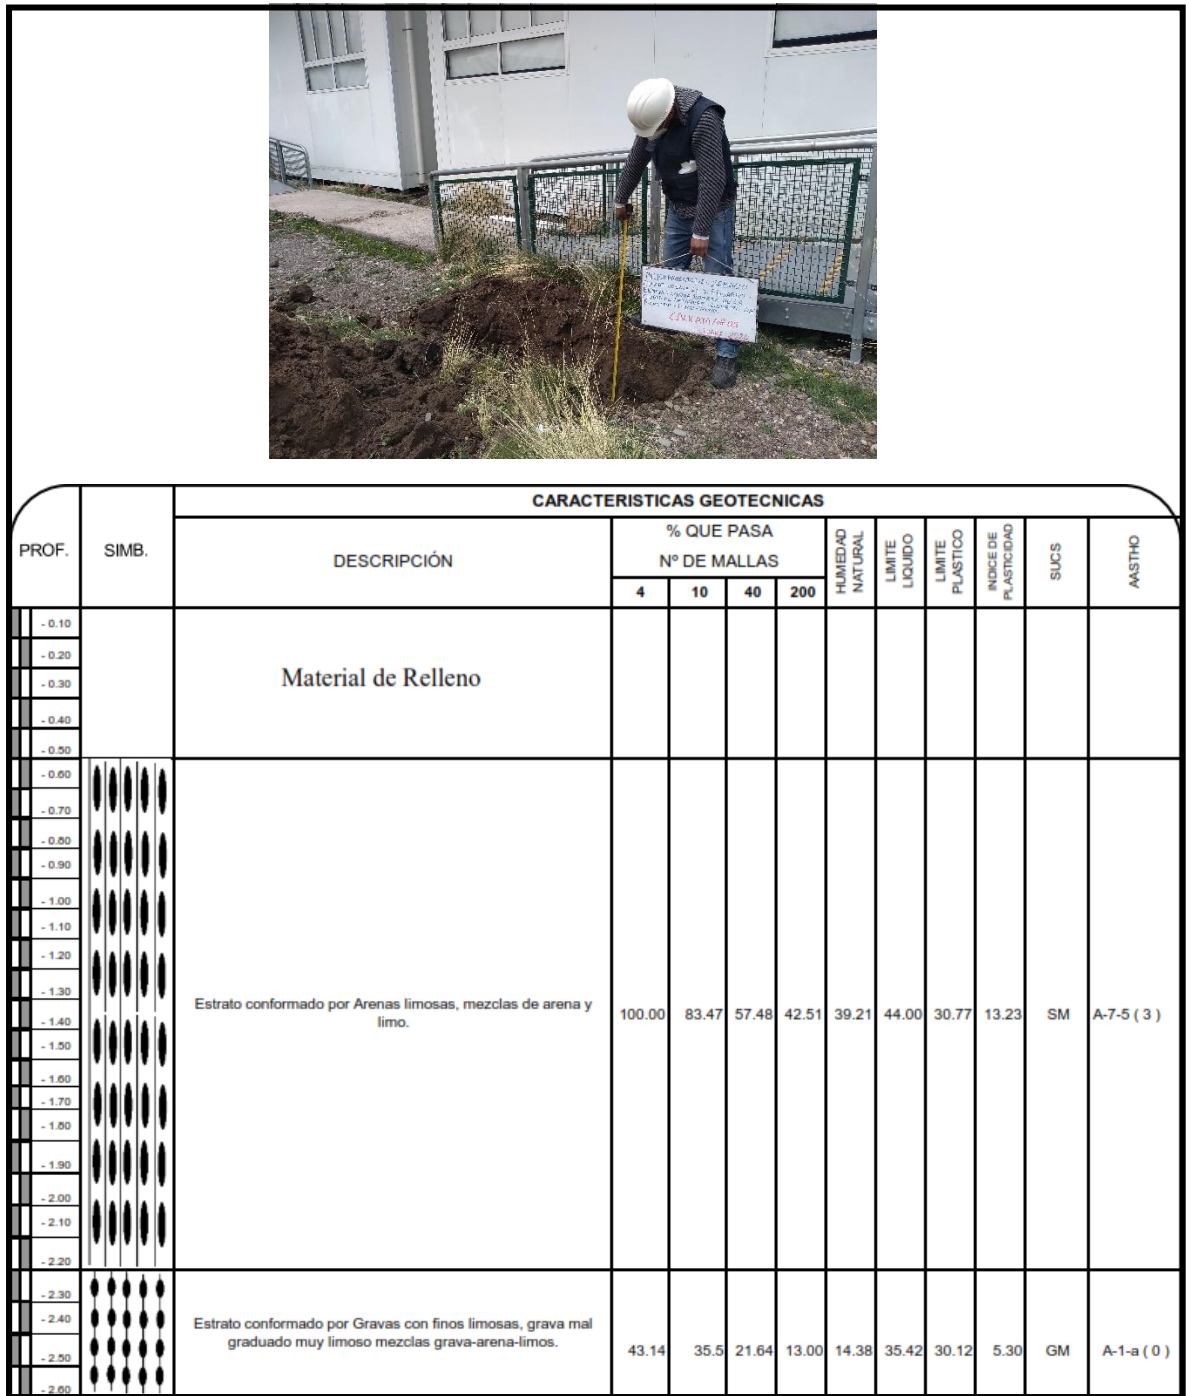 CARACTERISTICAS GEOTECNICAS
PROF. SIMB. DESCRIPCIÓN % QUE PASA Nº DE MALLAS HUMEDAD NATURAL LIMITE LIQUIDO LIMITE PLASTICO INDICE DE PLASTICIDAD SUCS AASTHO
4 10 40 200
- 0.10
- 0.20
- 0.30
Material de Relleno
- 0.40
- 0.50
- 0.60
- 0.70
- 0.80
- 0.90
- 1.00
- 1.10
- 1.20
- 1.30
Estrato conformado por Arenas limosas, mezclas de arena y
limo.
100.00 83.47 57.48 42.51 39.21 44.00 30.77 13.23 SM A-7-5 ( 3 )
- 1.40
- 1.50
- 1.60
- 1.70
- 1.80
- 1.90
- 2.00
- 2.10
- 2.20
- 2.30
- 2.40
Estrato conformado por Gravas con finos limosas, grava mal
graduado muy limoso mezclas grava-arena-limos.
43.14 35.5 21.64 13.00 14.38 35.42 30.12 5.30 GM A-1-a ( 0 )
- 2.50
- 2.60